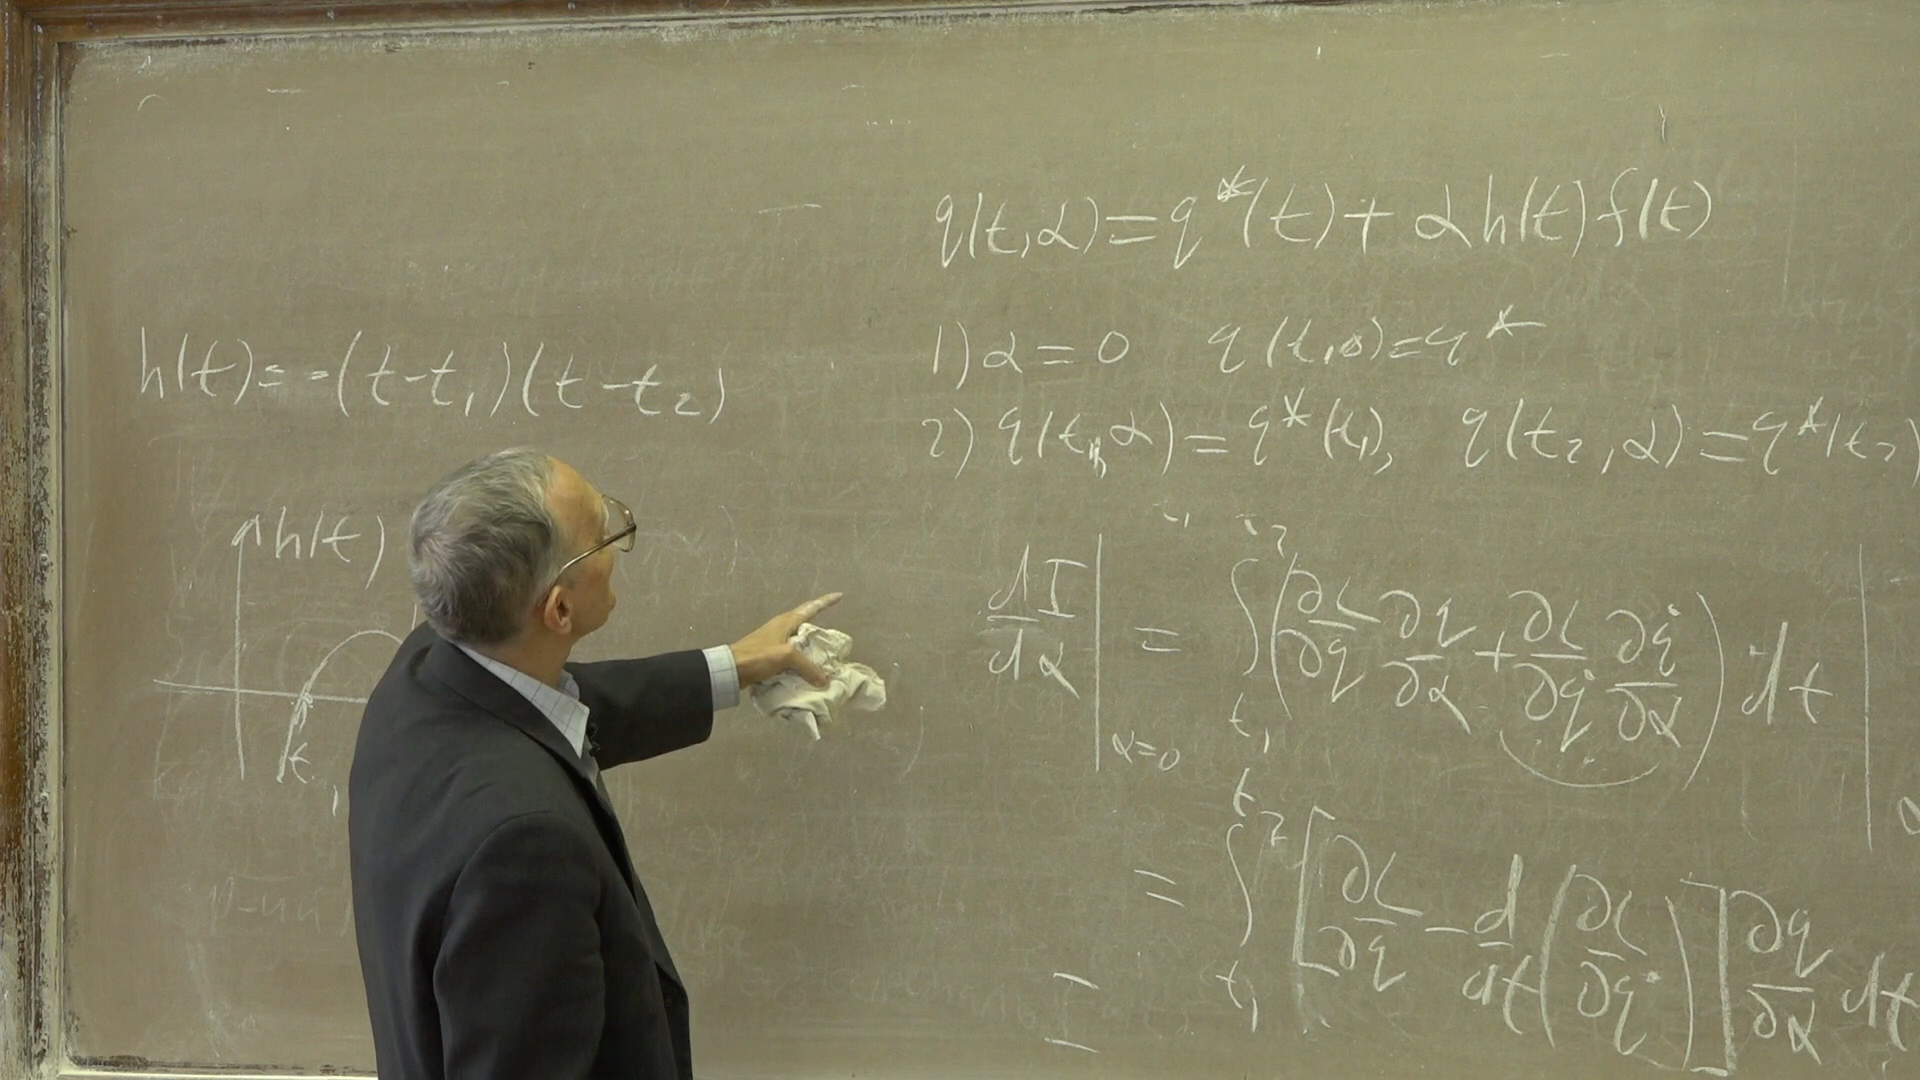 q(t,α)=q*(t)+αh(t)f(t)
h(t)=-(t-t₁)(t-t₂)
1) α=0 q(t,0)=q*
2) q(t₁,α)=q*(t₁), q(t₂,α)=q*(t₂)
h(t)
t₁
dI/dα |α=0 = ∫t₁t₂ (∂L/∂q ∂q/∂α + ∂L/∂q̇ ∂q̇/∂α) dt |
= ∫t₁t₂ [∂L/∂q - d/dt (∂L/∂q̇)] ∂q/∂α dt